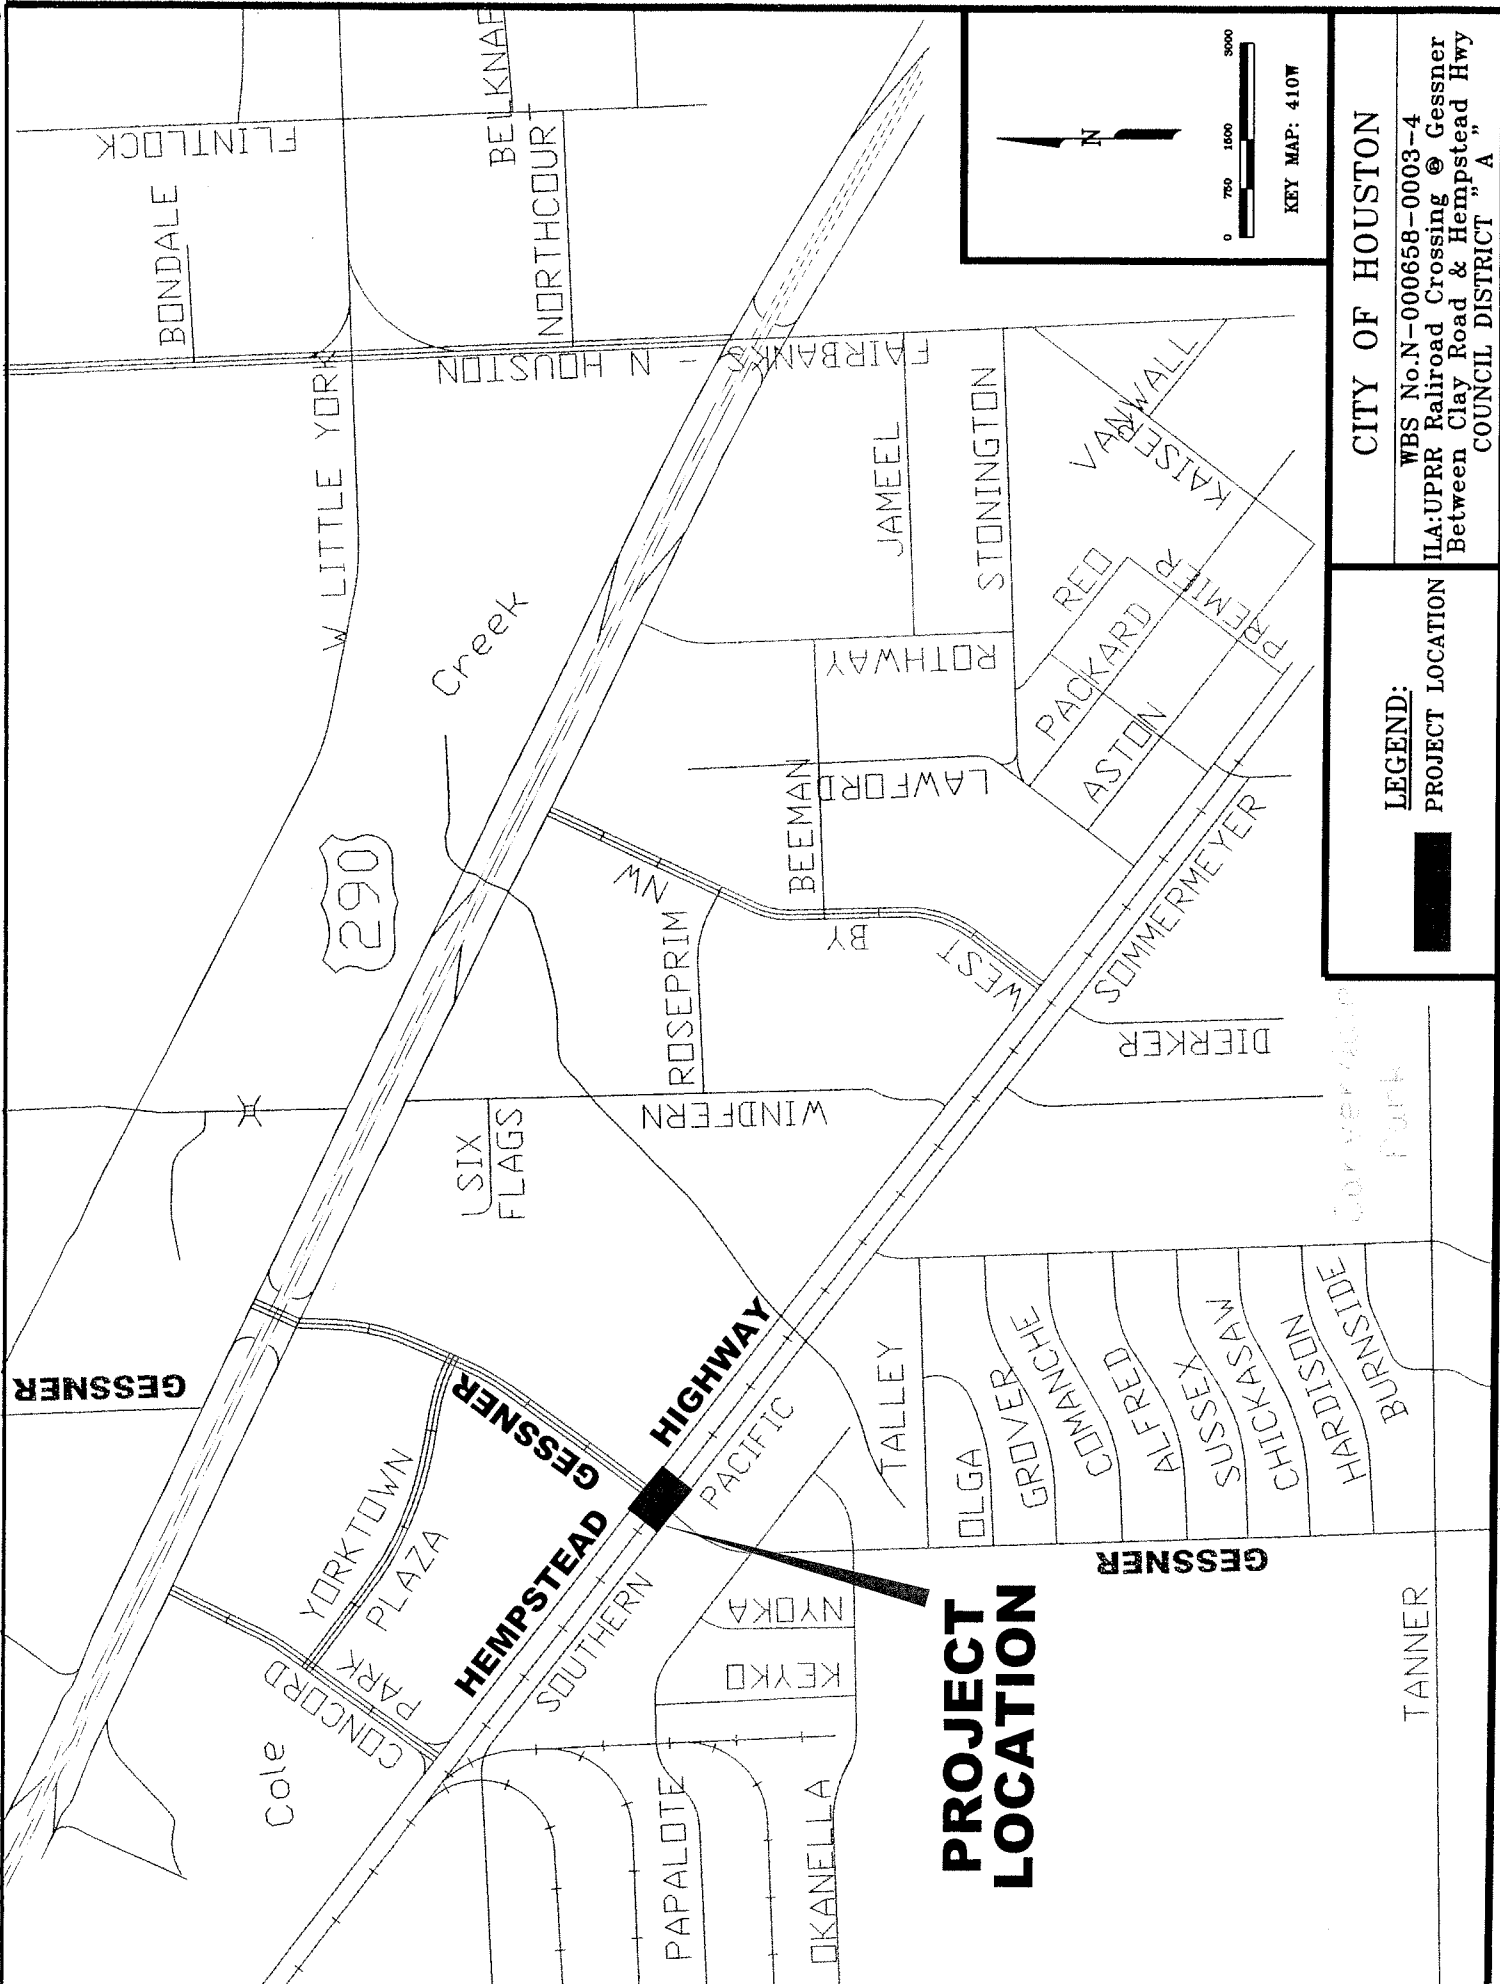 FLINTLOCK
BONDALE
BELKNAP
NORTHCOURT
W LITTLE YORK
FAIRBANKS - N HOUSTON
Creek
290
JAMEEL
STONINGTON
VANWALL
KAISER
RED
PREMIER
PACKARD
ASTON
ROTHWAY
LAWFORD
BEEMAN
NW
BY
WEST
ROSEPRIM
SOMMERMEYER
DIERKER
WINDFERN
SIX
FLAGS
GESSNER
GESSNER
HEMPSTEAD
HIGHWAY
YORKTOWN
PLAZA
PARK
CONCORD
Cole
SOUTHERN
PACIFIC
TALLEY
OLGA
GROVER
COMANCHE
ALFRED
SUSSEX
CHICKASAW
HARDISON
BURNSIDE
GESSNER
NYOKA
KEYKO
PAPALOTE
OKANELLA
TANNER
PROJECT
LOCATION
N
0 750 1500 3000
KEY MAP: 410W
CITY OF HOUSTON
WBS No.N-000658-0003-4
ILA:UPRR Raliroad Crossing @ Gessner
Between Clay Road & Hempstead Hwy
COUNCIL DISTRICT "A"
LEGEND:
PROJECT LOCATION